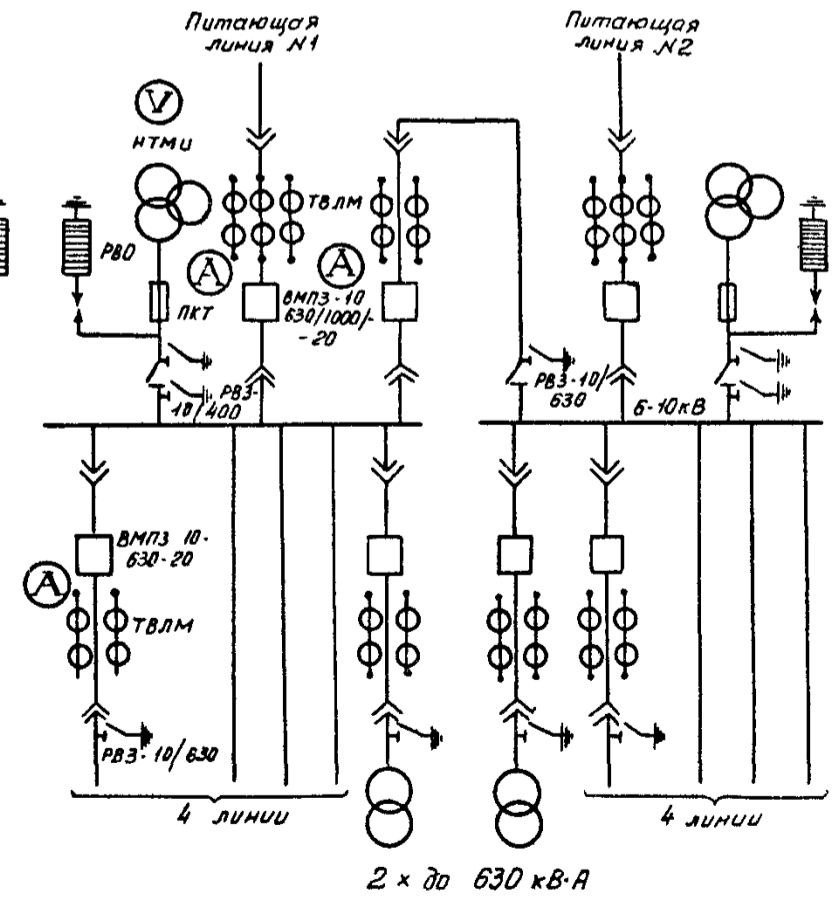 Питающая
линия N1
Питающая
линия N2
V
НТМИ
РВО
ПКТ
ТВЛМ
A
A
ВМПЗ-10
630/1000/-
-20
РВЗ-
10/400
РВЗ-10/
630
6-10кВ
ВМПЗ 10-
630-20
A
ТВЛМ
РВЗ-10/630
4 линии
4 линии
2 х до 630 кВ·А